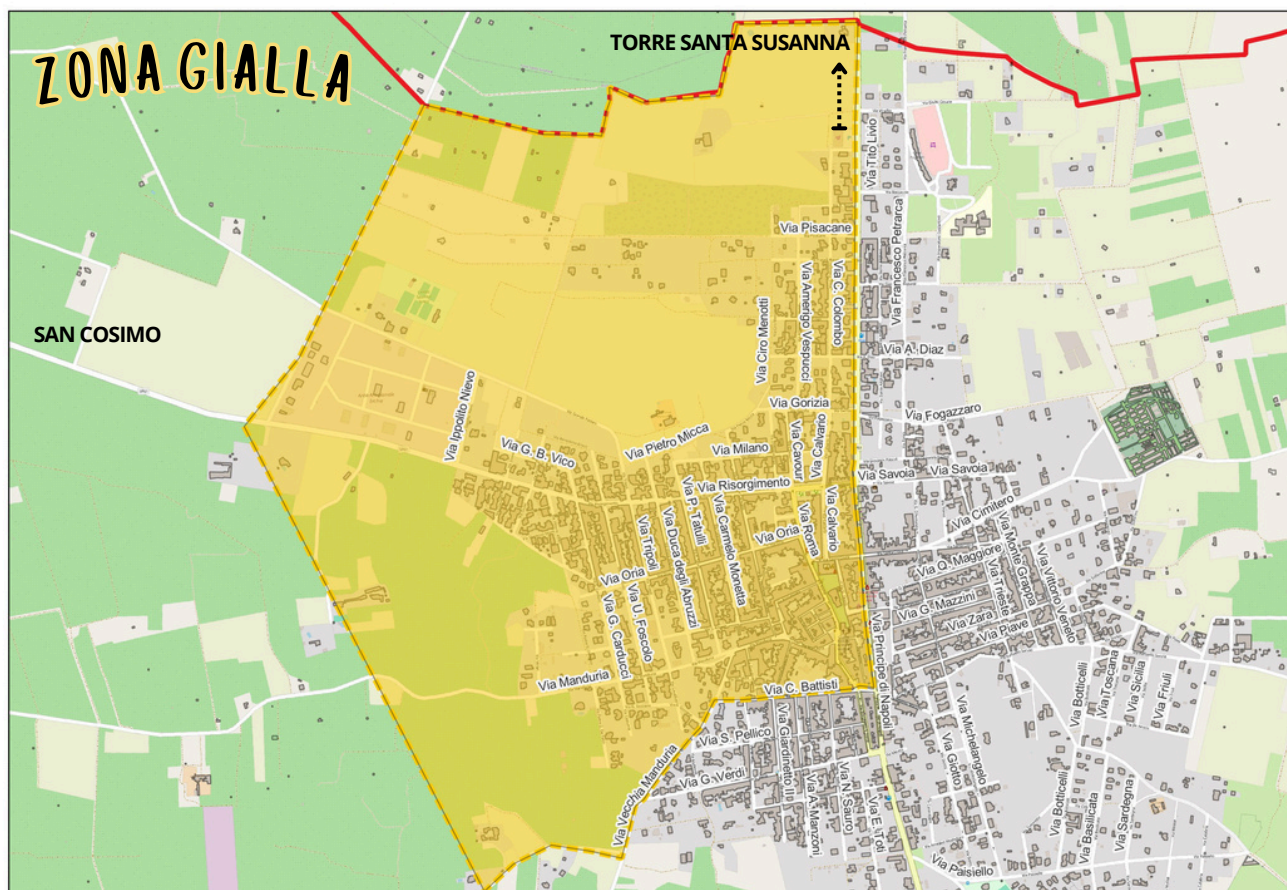 ZONA GIALLA
TORRE SANTA SUSANNA
SAN COSIMO
Via Tito Livio
Via Francesco Petrarca
Via Pisacane
Via Amerigo Vespucci
Via C. Colombo
Via Ciro Menotti
Via A. Diaz
Via Gorizia
Via Fogazzaro
Via Ippolito Nievo
Via G. B. Vico
Via Pietro Micca
Via Milano
Via Cavour
Via Calvario
Via Savoia
Via Savoia
Via Risorgimento
Via P. Tatulli
Via Carmelo Monetta
Via Roma
Via Calvario
Via Cimitero
Via Tripoli
Via Duca degli Abruzzi
Via Oria
Via Oria
Via Q. Maggiore
Via Monte Grappa
Via Vittorio Veneto
Via Trieste
Via G. Mazzini
Via Zara
Via Piave
Via G. Carducci
Via U. Foscolo
Via Manduria
Via C. Battisti
Via Principe di Napoli
Via Botticelli
Via Toscana
Via Sicilia
Via Friuli
Via Vecchia Manduria
Via S. Pellico
Via G. Verdi
Via Giardinetto II
Via A. Manzoni
Via N. Sauro
Via E. Toti
Via Michelangelo
Via Giotto
Via Botticelli
Via Basilicata
Via Sardegna
Via Paisiello